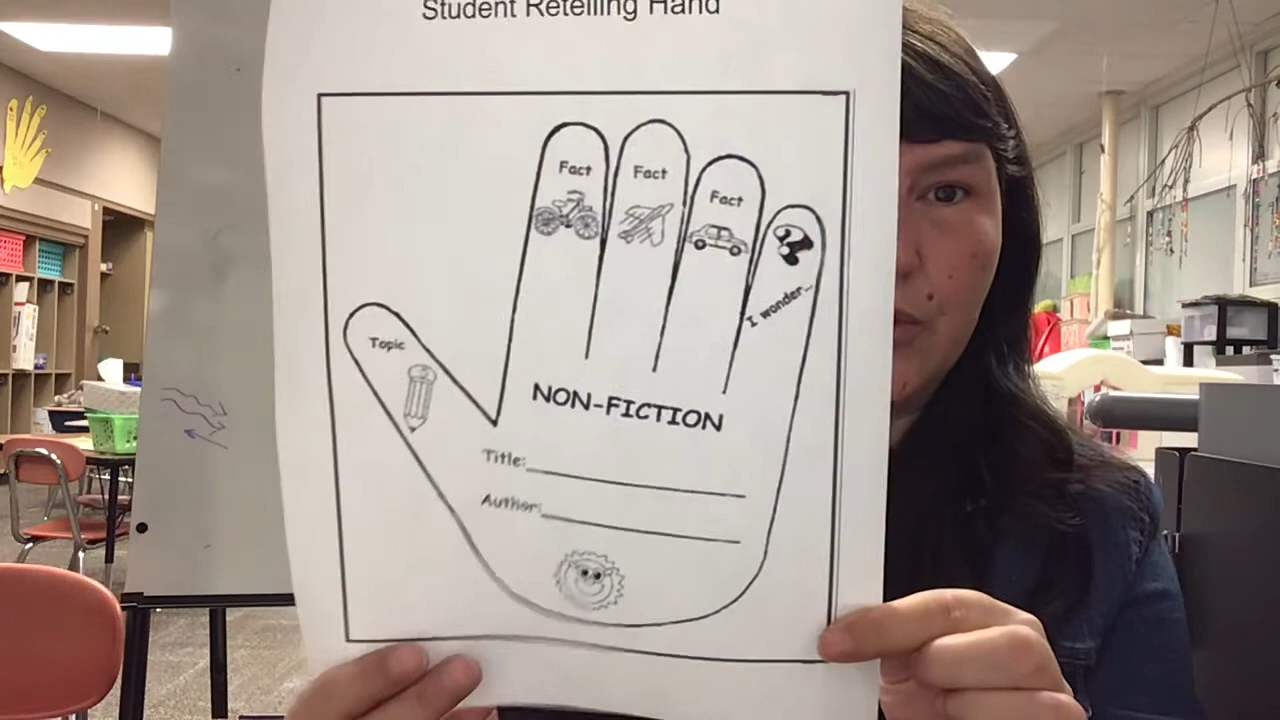 Student Retelling Hand
Fact
Fact
Fact
I wonder...
Topic
NON-FICTION
Title:
Author: